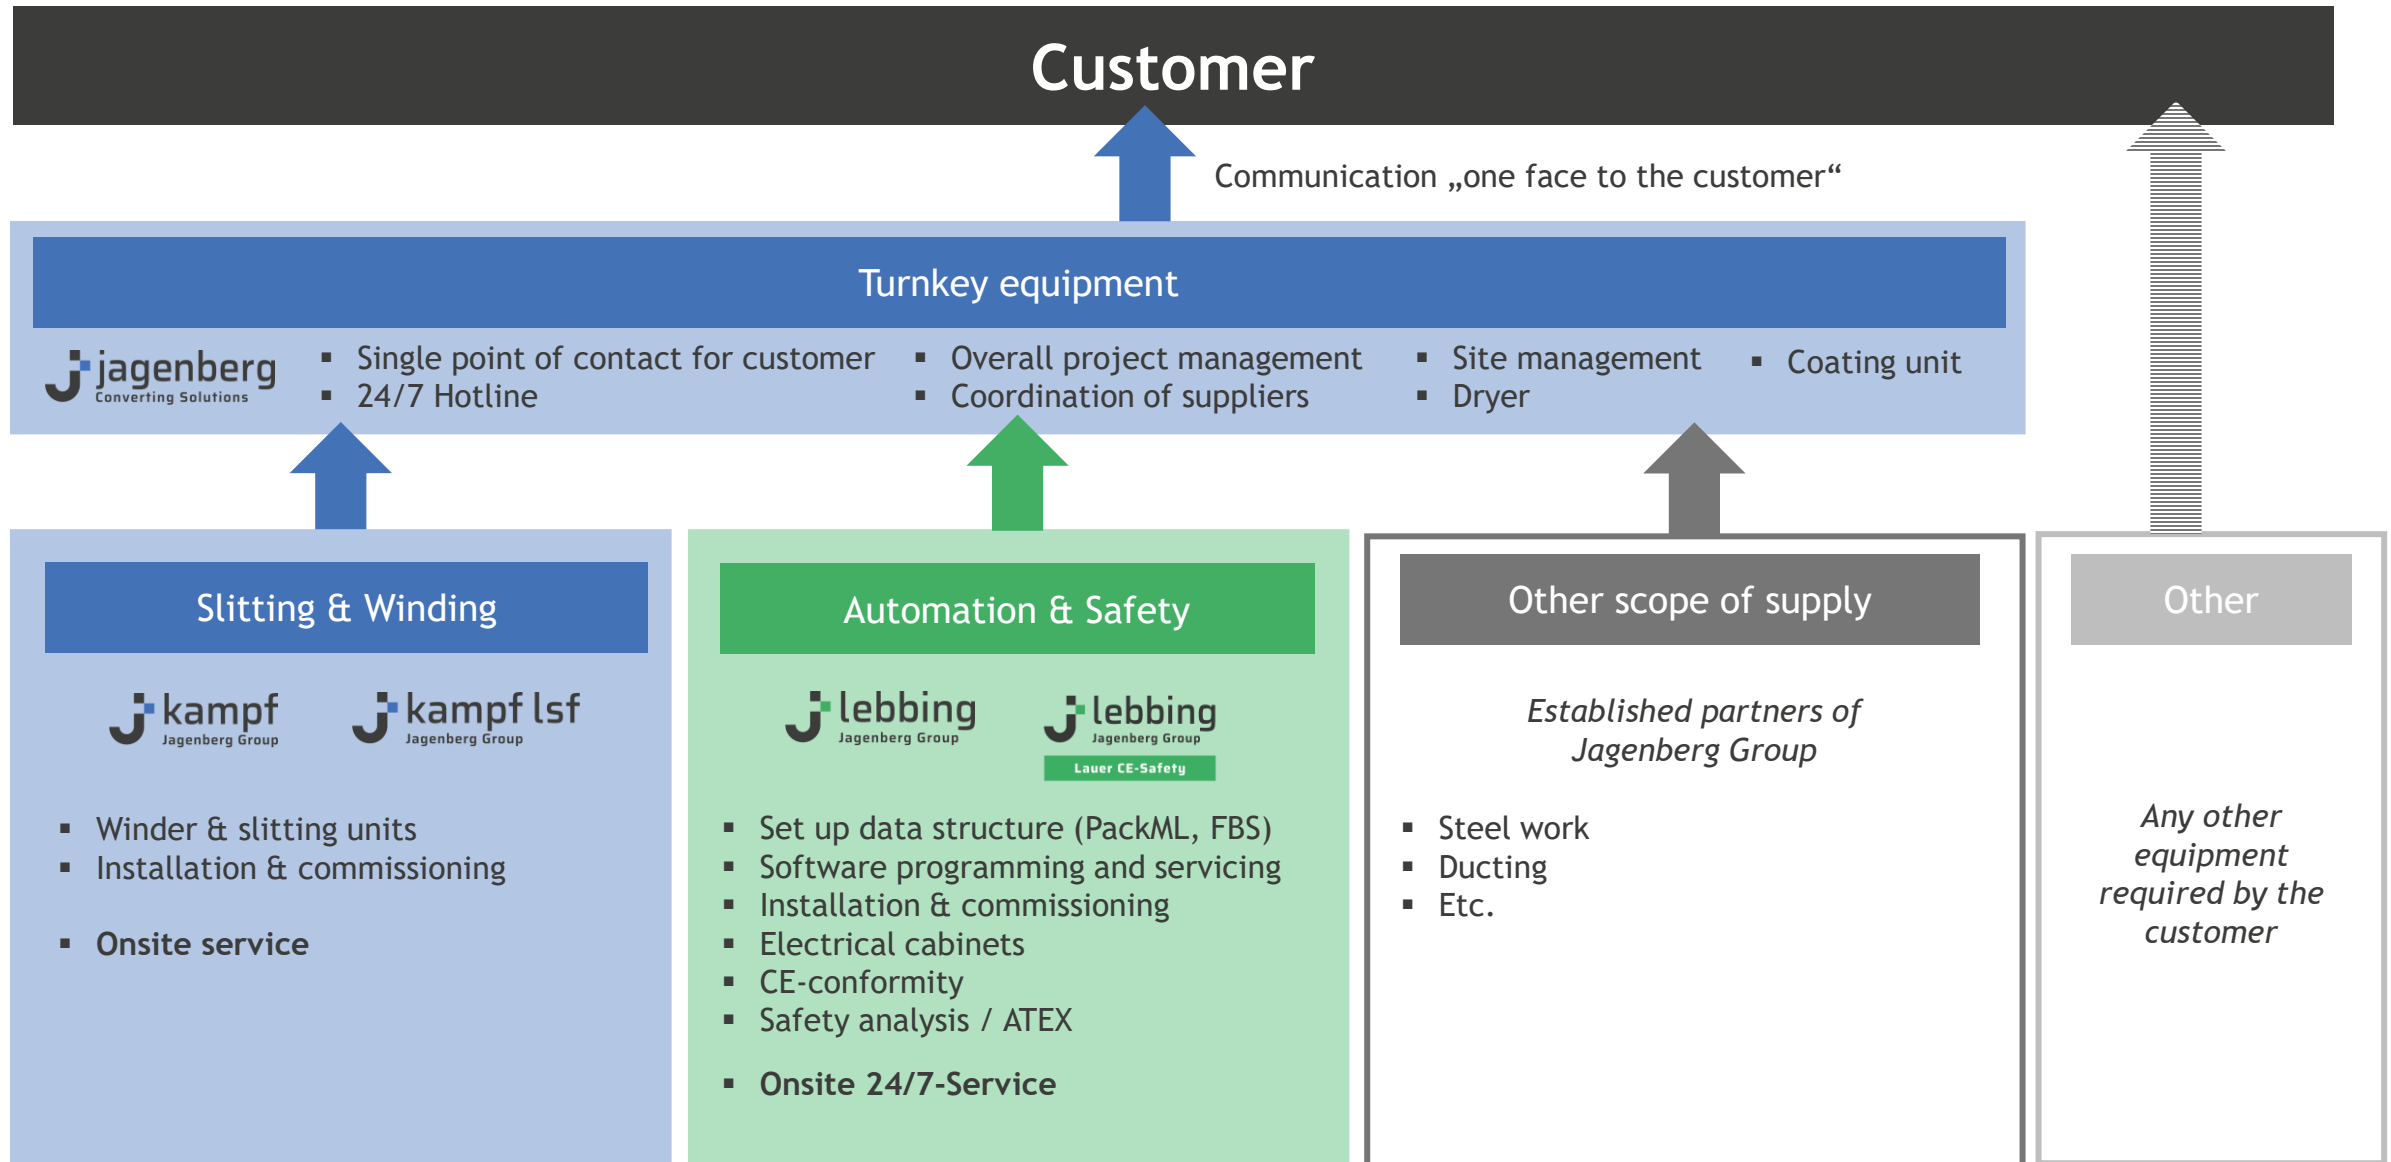 Customer
Communication „one face to the customer“
Turnkey equipment
jagenberg
Converting Solutions
▪ Single point of contact for customer
▪ 24/7 Hotline
▪ Overall project management
▪ Coordination of suppliers
▪ Site management
▪ Dryer
▪ Coating unit
Slitting & Winding
kampf
Jagenberg Group
kampf lsf
Jagenberg Group
▪ Winder & slitting units
▪ Installation & commissioning
▪ Onsite service
Automation & Safety
lebbing
Jagenberg Group
lebbing
Jagenberg Group
Lauer CE-Safety
▪ Set up data structure (PackML, FBS)
▪ Software programming and servicing
▪ Installation & commissioning
▪ Electrical cabinets
▪ CE-conformity
▪ Safety analysis / ATEX
▪ Onsite 24/7-Service
Other scope of supply
Established partners of
Jagenberg Group
▪ Steel work
▪ Ducting
▪ Etc.
Other
Any other
equipment
required by the
customer